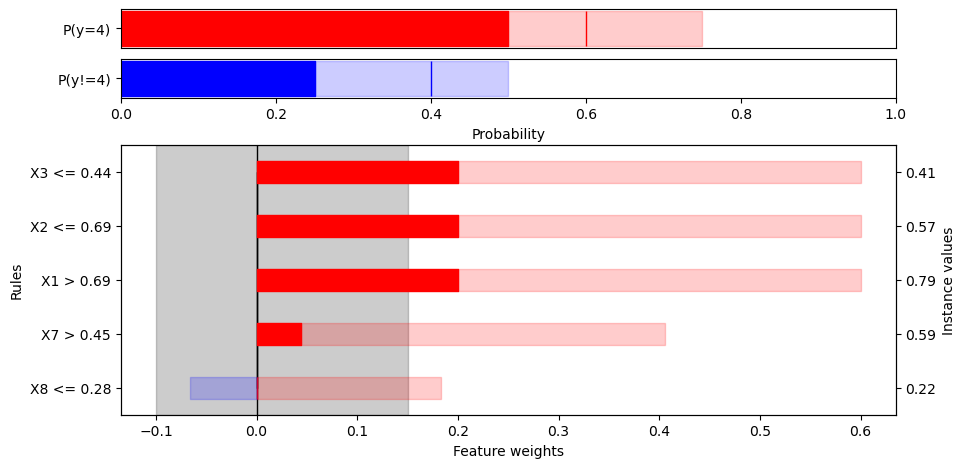 P(y=4)
P(y!=4)
0.0 0.2 0.4 0.6 0.8 1.0
Probability
Rules
X3 <= 0.44 0.41
X2 <= 0.69 0.57
X1 > 0.69 0.79
X7 > 0.45 0.59
X8 <= 0.28 0.22
Instance values
−0.1 0.0 0.1 0.2 0.3 0.4 0.5 0.6
Feature weights